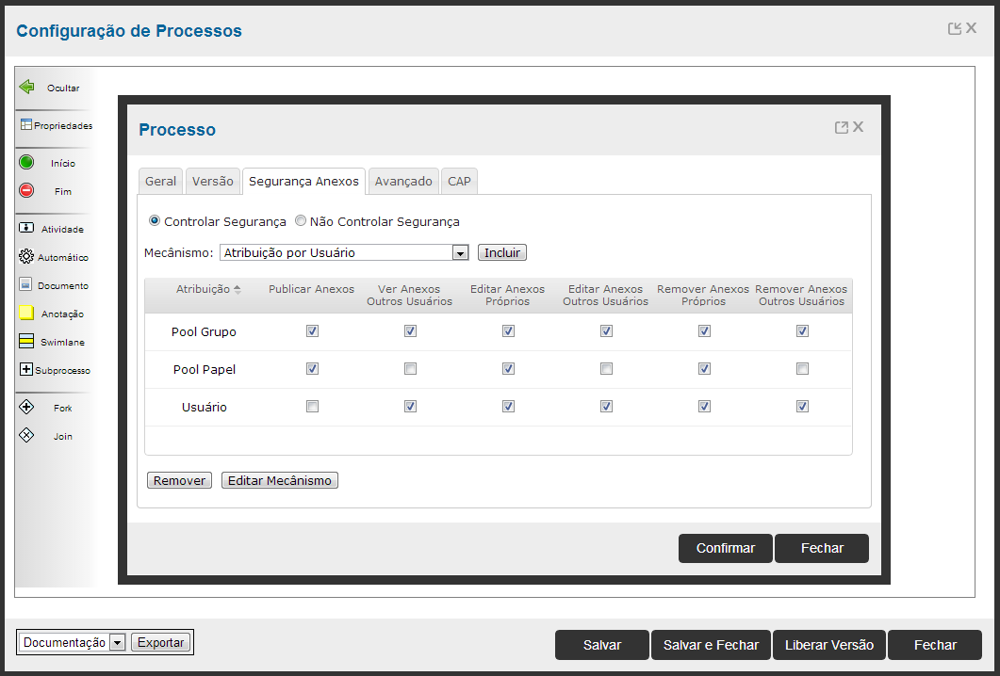 Configuração de Processos
Ocultar
Propriedades
Início
Fim
Atividade
Automático
Documento
Anotação
Swimlane
Subprocesso
Fork
Join
Processo
Geral Versão Segurança Anexos Avançado CAP
Controlar Segurança Não Controlar Segurança
Mecânismo: Atribuição por Usuário Incluir
Atribuição Publicar Anexos Ver Anexos Editar Anexos Editar Anexos Remover Anexos Remover Anexos
Outros Usuários Próprios Outros Usuários Próprios Outros Usuários
Pool Grupo
Pool Papel
Usuário
Remover Editar Mecânismo
Confirmar Fechar
Documentação Exportar Salvar Salvar e Fechar Liberar Versão Fechar